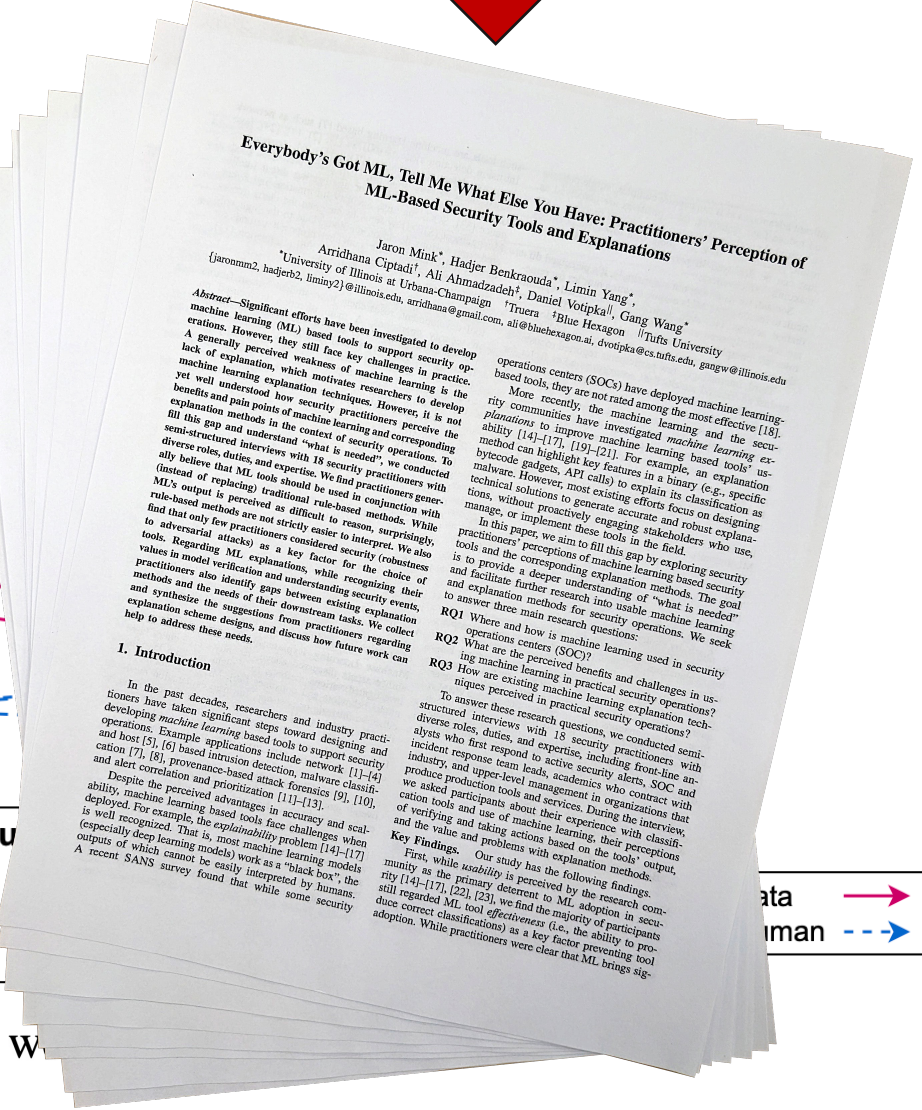 Everybody's Got ML, Tell Me What Else You Have: Practitioners' Perception of
ML-Based Security Tools and Explanations
Jaron Mink*, Hadjer Benkraouda*, Limin Yang*,
Arridhana Ciptadi†, Ali Ahmadzadeh‡, Daniel Votipka||, Gang Wang*
*University of Illinois at Urbana-Champaign †Truera ‡Blue Hexagon ||Tufts University
{jaronmm2, hadjerb2, liminy2}@illinois.edu, arridhana@gmail.com, ali@bluehexagon.ai, dvotipka@cs.tufts.edu, gangw@illinois.edu
Abstract—Significant efforts have been investigated to develop
machine learning (ML) based tools to support security op-
erations. However, they still face key challenges in practice.
A generally perceived weakness of machine learning is the
lack of explanation, which motivates researchers to develop
machine learning explanation techniques. However, it is not
yet well understood how security practitioners perceive the
benefits and pain points of machine learning and corresponding
explanation methods in the context of security operations. To
fill this gap and understand "what is needed", we conducted
semi-structured interviews with 18 security practitioners with
diverse roles, duties, and expertise. We find practitioners gener-
ally believe that ML tools should be used in conjunction with
(instead of replacing) traditional rule-based methods. While
ML's output is perceived as difficult to reason, surprisingly,
rule-based methods are not strictly easier to interpret. We also
find that only few practitioners considered security (robustness
to adversarial attacks) as a key factor for the choice of
tools. Regarding ML explanations, while recognizing their
values in model verification and understanding security events,
practitioners also identify gaps between existing explanation
methods and the needs of their downstream tasks. We collect
and synthesize the suggestions from practitioners regarding
explanation scheme designs, and discuss how future work can
help to address these needs.
1. Introduction
In the past decades, researchers and industry practi-
tioners have taken significant steps toward designing and
developing machine learning based tools to support security
operations. Example applications include network [1]–[4]
and host [5], [6] based intrusion detection, malware classifi-
cation [7], [8], provenance-based attack forensics [9], [10],
and alert correlation and prioritization [11]–[13].
Despite the perceived advantages in accuracy and scal-
ability, machine learning based tools face challenges when
deployed. For example, the explainability problem [14]–[17]
is well recognized. That is, most machine learning models
(especially deep learning models) work as a "black box", the
outputs of which cannot be easily interpreted by humans.
A recent SANS survey found that while some security
operations centers (SOCs) have deployed machine learning-
based tools, they are not rated among the most effective [18].
More recently, the machine learning and the secu-
rity communities have investigated machine learning ex-
planations to improve machine learning based tools' us-
ability [14]–[17], [19]–[21]. For example, an explanation
method can highlight key features in a binary (e.g., specific
bytecode gadgets, API calls) to explain its classification as
malware. However, most existing efforts focus on designing
technical solutions to generate accurate and robust explana-
tions, without proactively engaging stakeholders who use,
manage, or implement these tools in the field.
In this paper, we aim to fill this gap by exploring security
practitioners' perceptions of machine learning based security
tools and the corresponding explanation methods. The goal
is to provide a deeper understanding of "what is needed"
and facilitate further research into usable machine learning
and explanation methods for security operations. We seek
to answer three main research questions:
RQ1 Where and how is machine learning used in security
operations centers (SOC)?
RQ2 What are the perceived benefits and challenges in us-
ing machine learning in practical security operations?
RQ3 How are existing machine learning explanation tech-
niques perceived in practical security operations?
To answer these research questions, we conducted semi-
structured interviews with 18 security practitioners with
diverse roles, duties, and expertise, including front-line an-
alysts who first respond to active security alerts, SOC and
incident response team leads, academics who contract with
industry, and upper-level management in organizations that
produce production tools and services. During the interview,
we asked participants about their experience with classifi-
cation tools and use of machine learning, their perceptions
of verifying and taking actions based on the tools' output,
and the value and problems with explanation methods.
Key Findings. Our study has the following findings.
First, while usability is perceived by the research com-
munity as the primary deterrent to ML adoption in secu-
rity [14]–[17], [22], [23], we find the majority of participants
still regarded ML tool effectiveness (i.e., the ability to pro-
duce correct classifications) as a key factor preventing tool
adoption. While practitioners were clear that ML brings sig-
ata
uman